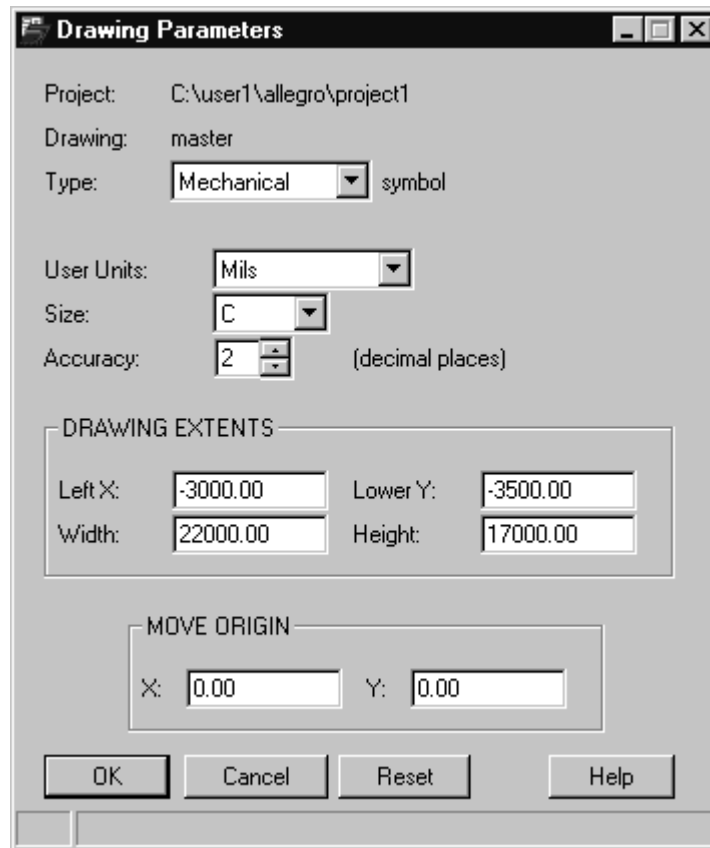 Drawing Parameters
Project: C:\user1\allegro\project1
Drawing: master
Type: Mechanical symbol
User Units: Mils
Size: C
Accuracy: 2 (decimal places)
DRAWING EXTENTS
Left X: -3000.00 Lower Y: -3500.00
Width: 22000.00 Height: 17000.00
MOVE ORIGIN
X: 0.00 Y: 0.00
OK Cancel Reset Help